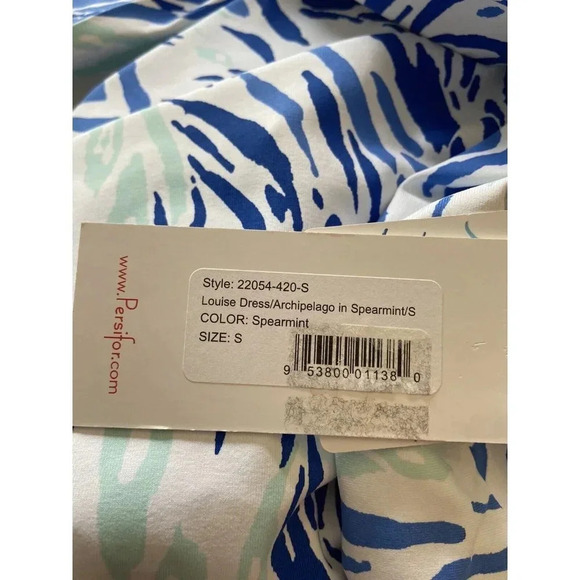 www.Persifor.com
Style: 22054-420-S
Louise Dress/Archipelago in Spearmint/S
COLOR: Spearmint
SIZE: S
9 53800 01138 0